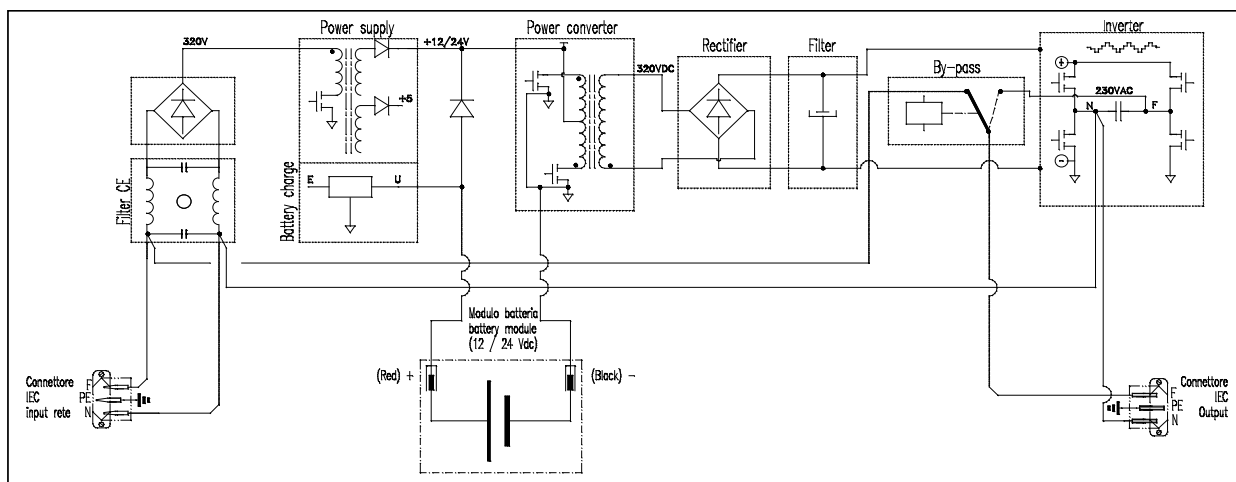 320V
Power supply
+12/24V
+5
Power converter
320VDC
Rectifier
Filter
By-pass
Inverter
230VAC
N
F
Filter CE
Battery charge
E
U
Modulo batteria
battery module
(12 / 24 Vdc)
(Red) +
(Black) -
Connettore
IEC
input rete
F
PE
N
F
PE
N
Connettore
IEC
Output